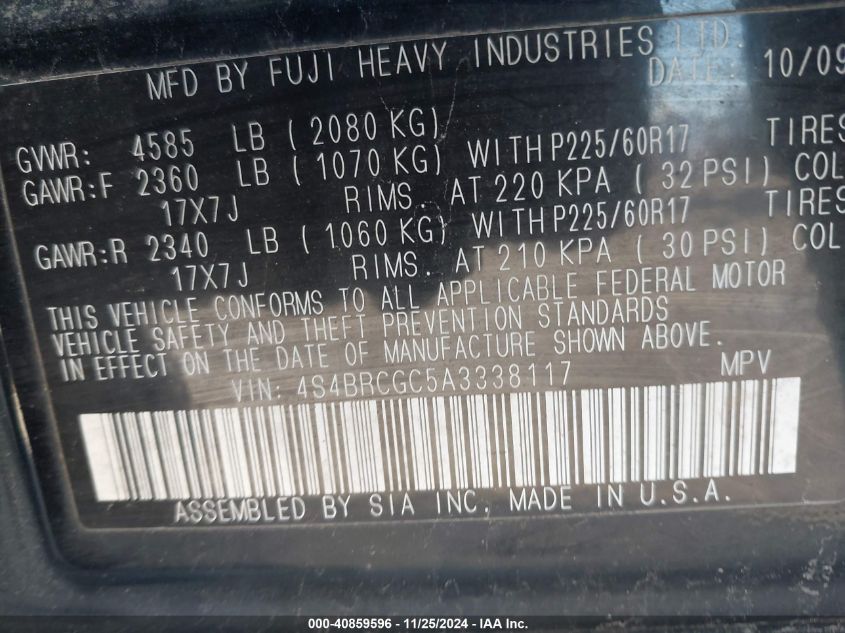 MFD BY FUJI HEAVY INDUSTRIES LTD.
DATE: 10/09
GVWR: 4585 LB ( 2080 KG)
GAWR:F 2360 LB ( 1070 KG) WITH P225/60R17 TIRES
17X7J RIMS. AT 220 KPA ( 32 PSI) COL
GAWR:R 2340 LB ( 1060 KG) WITH P225/60R17 TIRES
17X7J RIMS. AT 210 KPA ( 30 PSI) COL
THIS VEHICLE CONFORMS TO ALL APPLICABLE FEDERAL MOTOR
VEHICLE SAFETY AND THEFT PREVENTION STANDARDS
IN EFFECT ON THE DATE OF MANUFACTURE SHOWN ABOVE.
VIN: 4S4BRCGC5A3338117 MPV
ASSEMBLED BY SIA INC, MADE IN U.S.A.
000-40859596 - 11/25/2024 - Copyright © 2024 IAA, Inc.